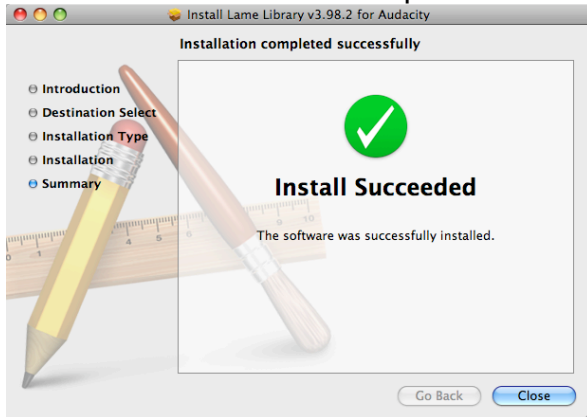 Install Lame Library v3.98.2 for Audacity
Installation completed successfully
Introduction
Destination Select
Installation Type
Installation
Summary
Install Succeeded
The software was successfully installed.
Go Back
Close